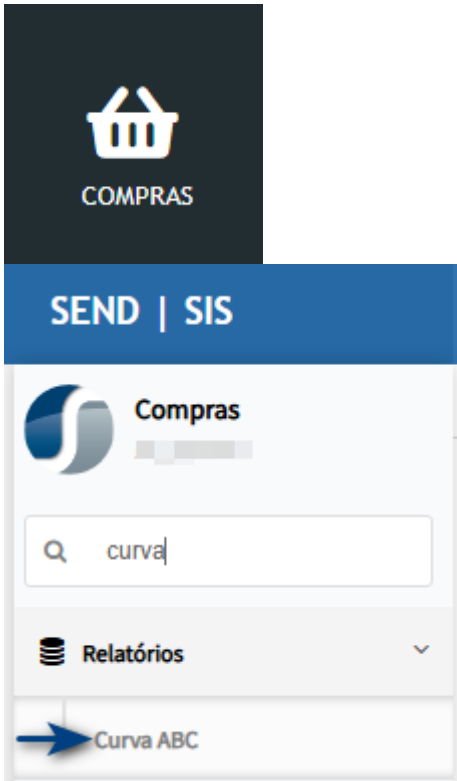 COMPRAS
SEND | SIS
Compras
curva
Relatórios
Curva ABC